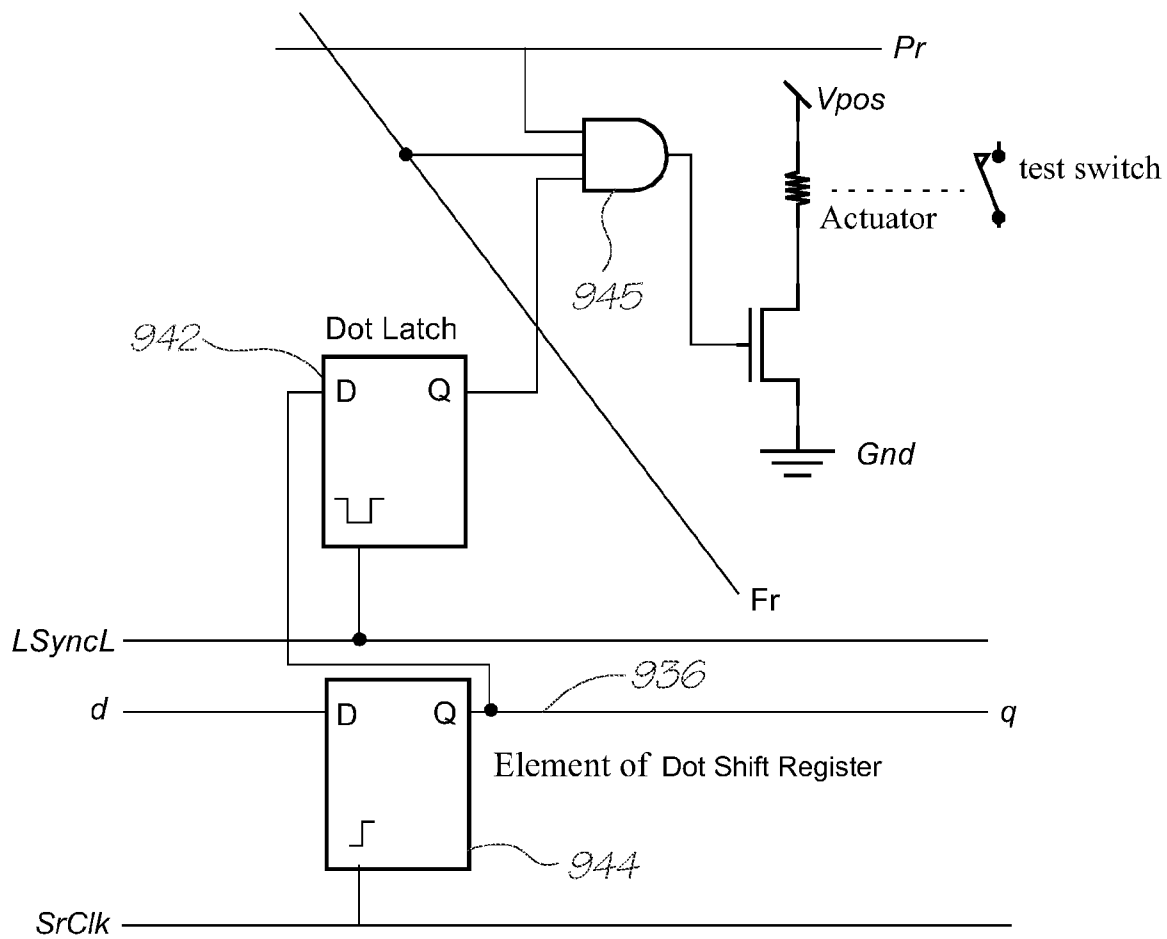 Pr
Vpos
test switch
Actuator
945
942
Dot Latch
D Q
Gnd
Fr
LSyncL
936
d
D Q
q
Element of Dot Shift Register
944
SrClk